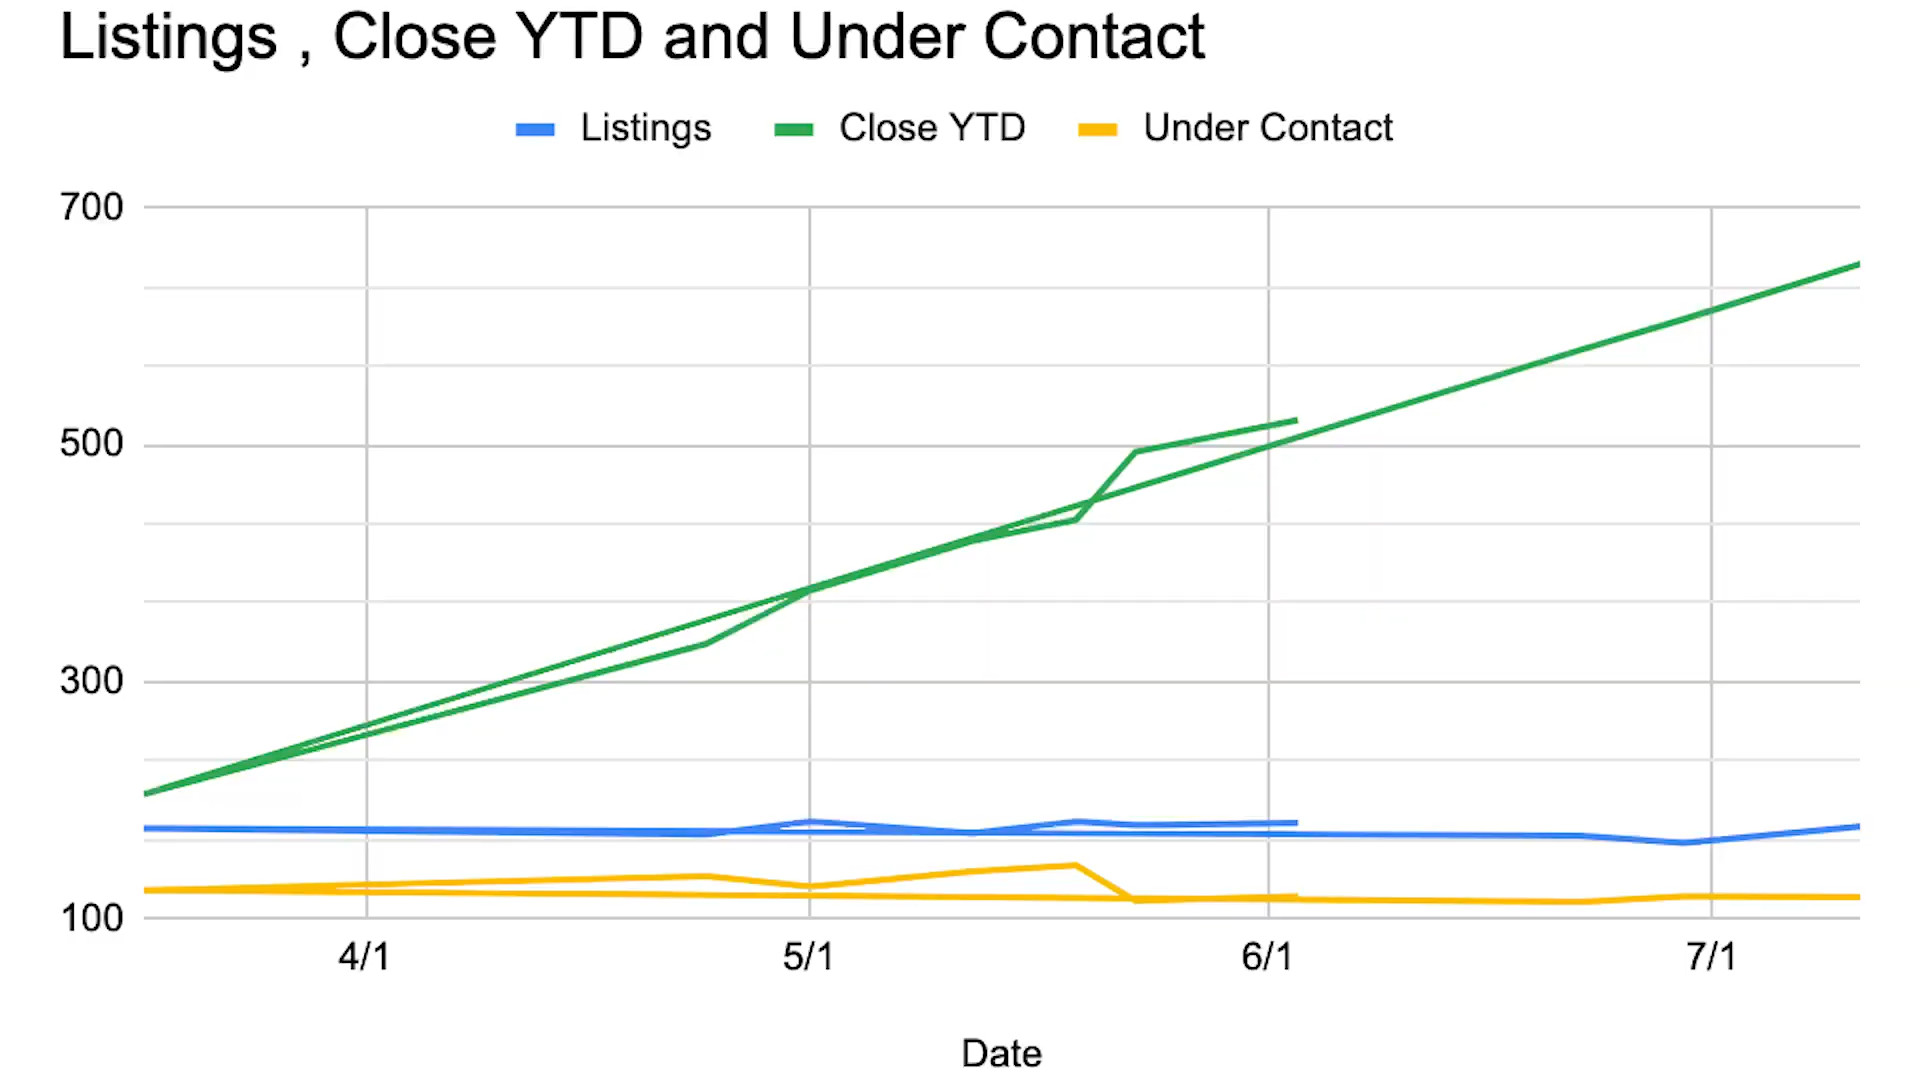 Listings , Close YTD and Under Contact
Listings Close YTD Under Contact
700
500
300
100
4/1 5/1 6/1 7/1
Date